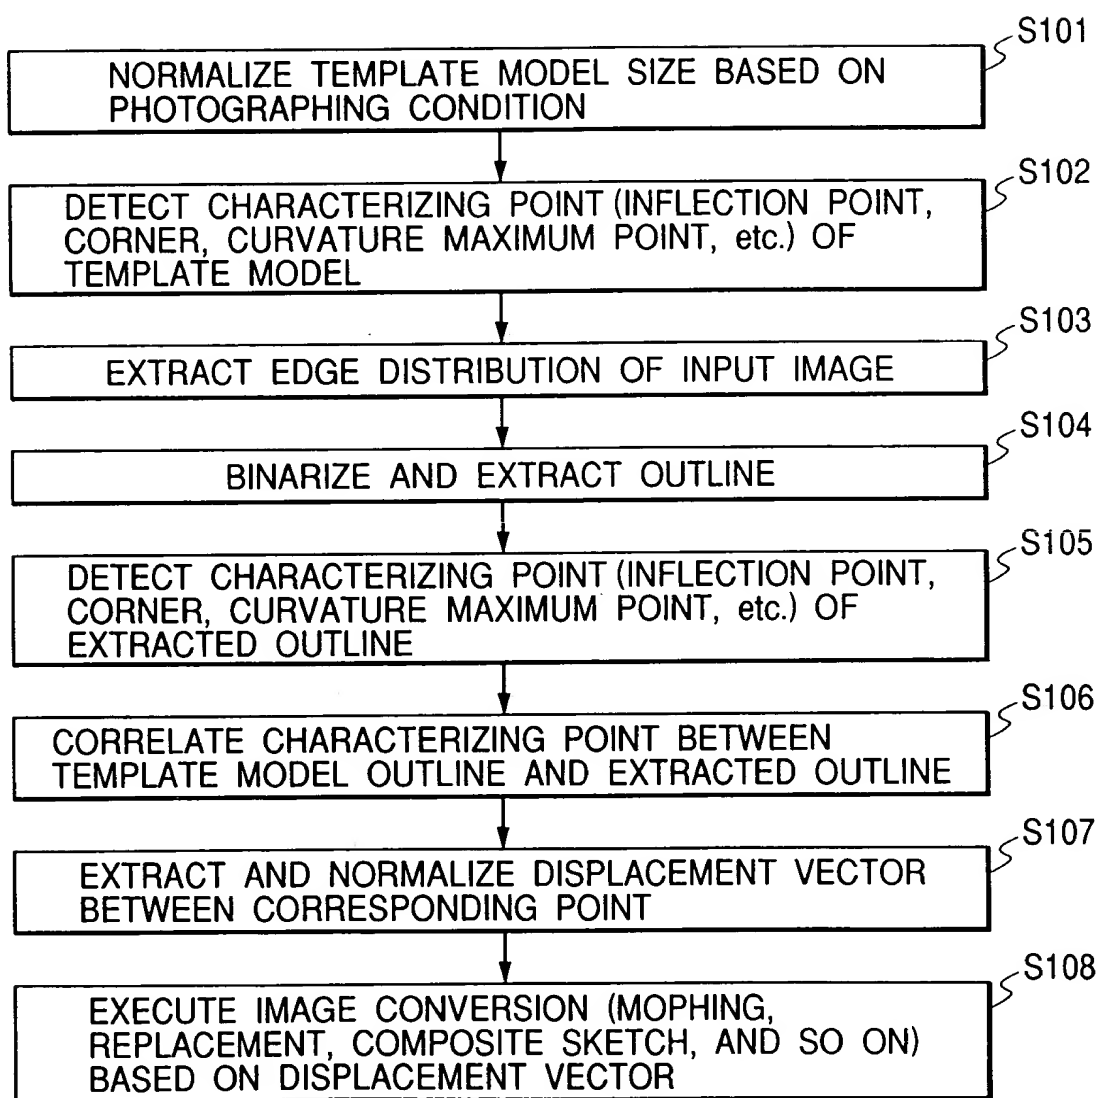 S101
NORMALIZE TEMPLATE MODEL SIZE BASED ON
PHOTOGRAPHING CONDITION
S102
DETECT CHARACTERIZING POINT (INFLECTION POINT,
CORNER, CURVATURE MAXIMUM POINT, etc.) OF
TEMPLATE MODEL
S103
EXTRACT EDGE DISTRIBUTION OF INPUT IMAGE
S104
BINARIZE AND EXTRACT OUTLINE
S105
DETECT CHARACTERIZING POINT (INFLECTION POINT,
CORNER, CURVATURE MAXIMUM POINT, etc.) OF
EXTRACTED OUTLINE
S106
CORRELATE CHARACTERIZING POINT BETWEEN
TEMPLATE MODEL OUTLINE AND EXTRACTED OUTLINE
S107
EXTRACT AND NORMALIZE DISPLACEMENT VECTOR
BETWEEN CORRESPONDING POINT
S108
EXECUTE IMAGE CONVERSION (MOPHING,
REPLACEMENT, COMPOSITE SKETCH, AND SO ON)
BASED ON DISPLACEMENT VECTOR